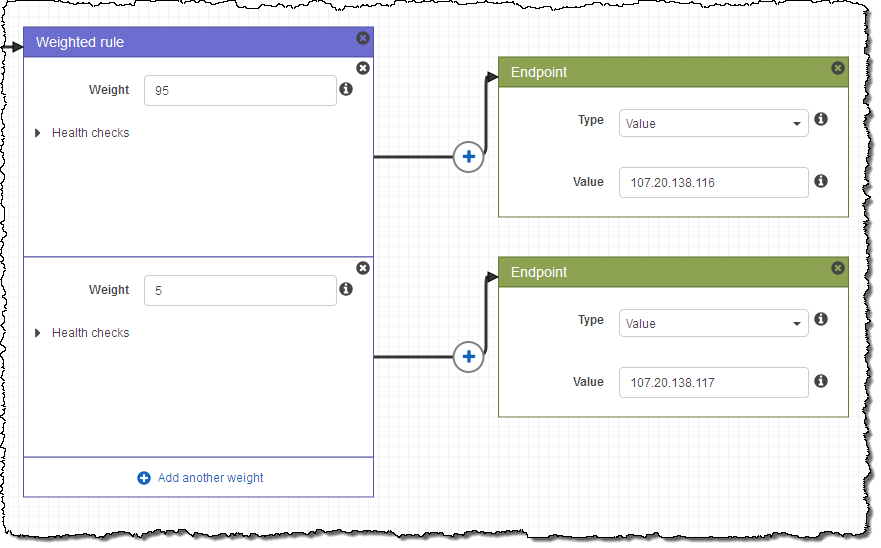 Weighted rule
Weight 95
Health checks
Weight 5
Health checks
Add another weight
Endpoint
Type Value
Value 107.20.138.116
Endpoint
Type Value
Value 107.20.138.117